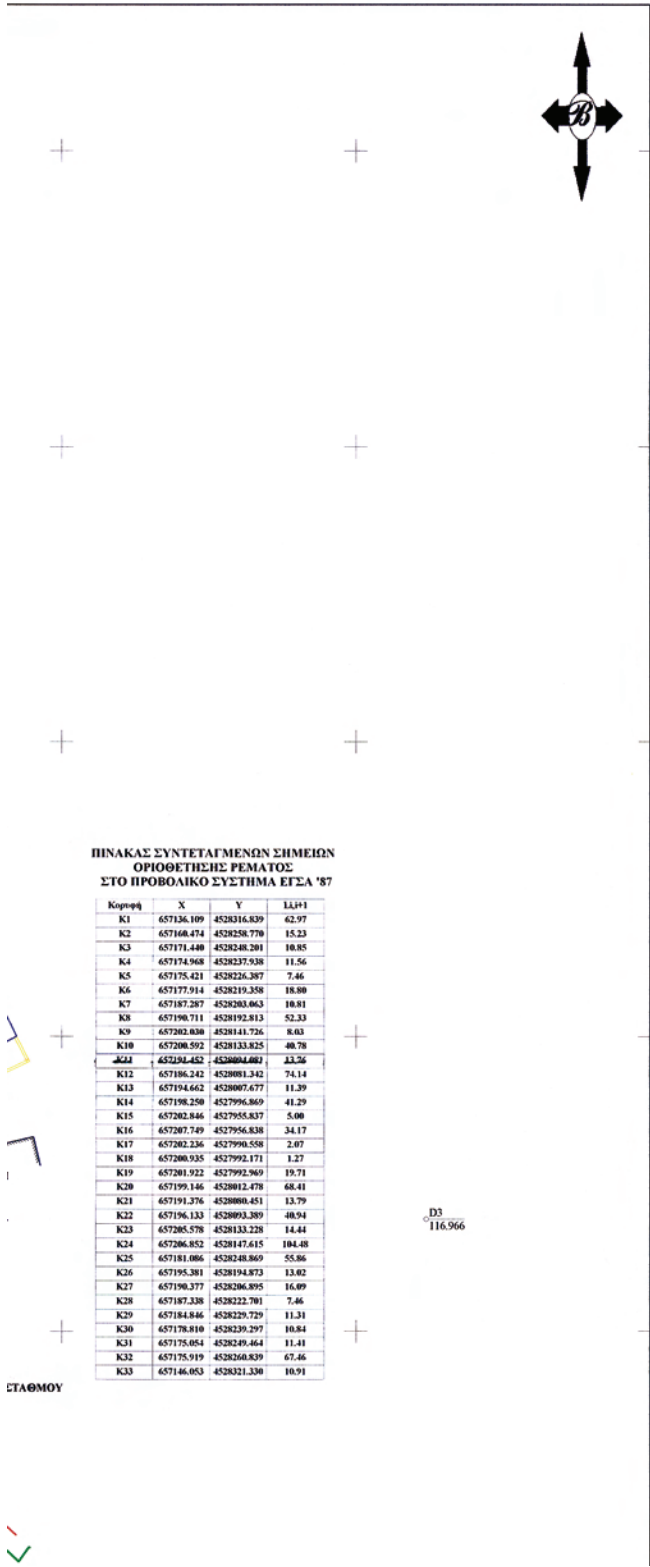 B
ΠΙΝΑΚΑΣ ΣΥΝΤΕΤΑΓΜΕΝΩΝ ΣΗΜΕΙΩΝ
ΟΡΙΟΘΕΤΗΣΗΣ ΡΕΜΑΤΟΣ
ΣΤΟ ΠΡΟΒΟΛΙΚΟ ΣΥΣΤΗΜΑ ΕΓΣΑ '87
Κορυφή X Y Li,i+1
K1 657136.109 4528316.839 62.97
K2 657160.474 4528258.770 15.23
K3 657171.440 4528248.201 10.85
K4 657174.968 4528237.938 11.56
K5 657175.421 4528226.387 7.46
K6 657177.914 4528219.358 18.80
K7 657187.287 4528203.063 10.81
K8 657190.711 4528192.813 52.33
K9 657202.030 4528141.726 8.03
K10 657200.592 4528133.825 40.78
K11 657191.452 4528094.081 13.76
K12 657186.242 4528081.342 74.14
K13 657194.662 4528007.677 11.39
K14 657198.250 4527996.869 41.29
K15 657202.846 4527955.837 5.00
K16 657207.749 4527956.838 34.17
K17 657202.236 4527990.558 2.07
K18 657200.935 4527992.171 1.27
K19 657201.922 4527992.969 19.71
K20 657199.146 4528012.478 68.41
K21 657191.376 4528080.451 13.79
K22 657196.133 4528093.389 40.94
K23 657205.578 4528133.228 14.44
K24 657206.852 4528147.615 104.48
K25 657181.086 4528248.869 55.86
K26 657195.381 4528194.873 13.02
K27 657190.377 4528206.895 16.09
K28 657187.338 4528222.701 7.46
K29 657184.846 4528229.729 11.31
K30 657178.810 4528239.297 10.84
K31 657175.054 4528249.464 11.41
K32 657175.919 4528260.839 67.46
K33 657146.053 4528321.330 10.91
D3
116.966
ΣΤΑΘΜΟΥ